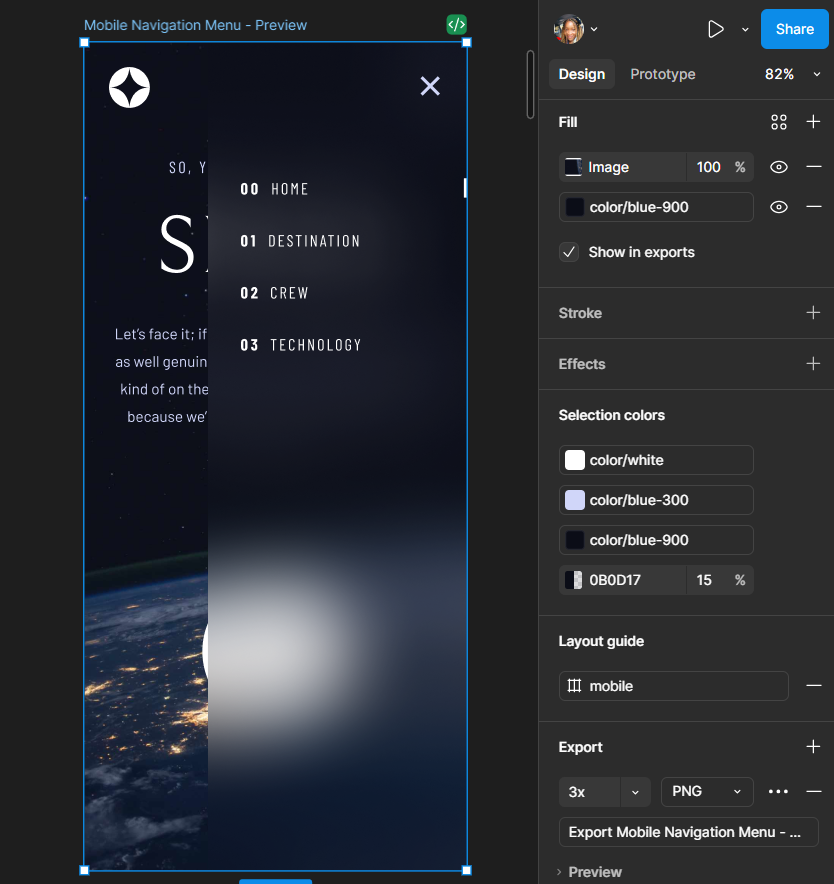 Mobile Navigation Menu - Preview
SO, Y
S
Let's face it; if
as well genuin
kind of on the
because we'
00 HOME
01 DESTINATION
02 CREW
03 TECHNOLOGY
Share
Design Prototype 82%
Fill
Image 100 %
color/blue-900
Show in exports
Stroke
Effects
Selection colors
color/white
color/blue-300
color/blue-900
0B0D17 15 %
Layout guide
mobile
Export
3x PNG
Export Mobile Navigation Menu - ...
Preview